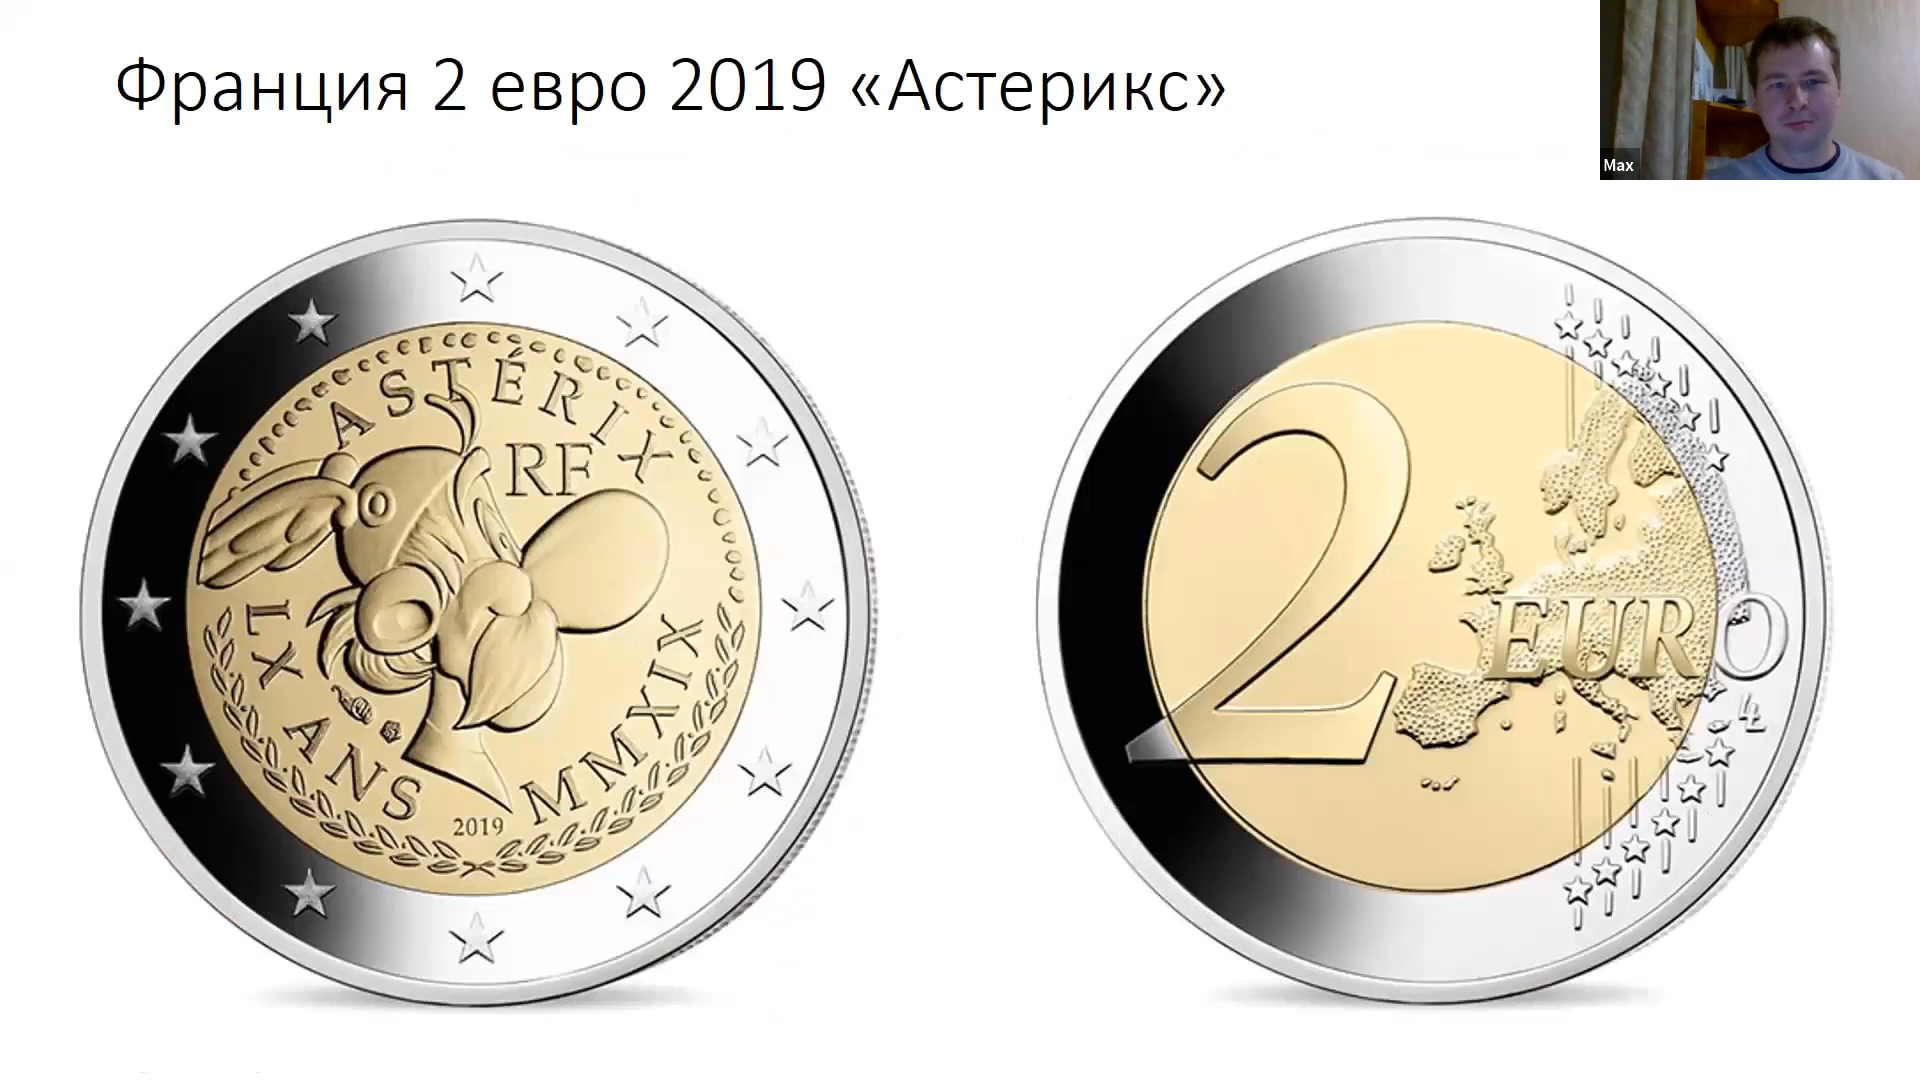 Франция 2 евро 2019 «Астерикс»
Max
ASTÉRIX
RF
LX ANS MMXIX
2019
2 EURO